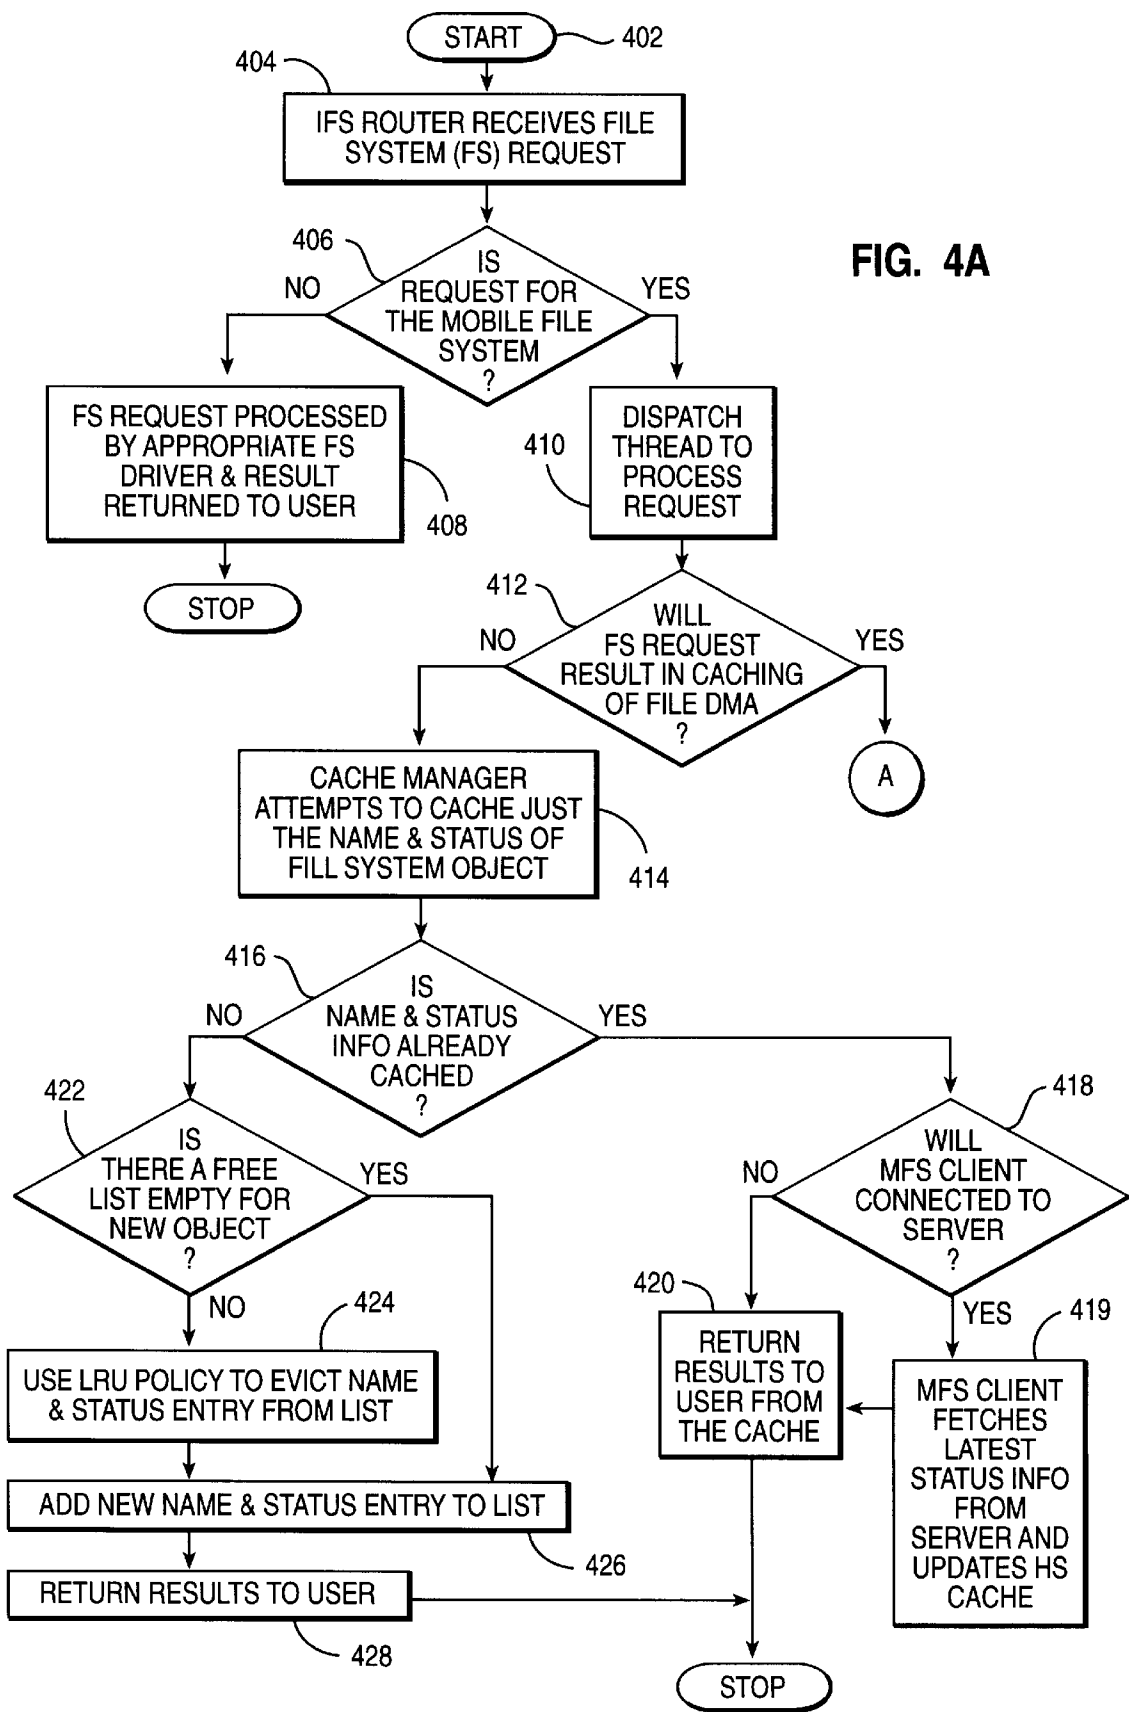 START
402
404
IFS ROUTER RECEIVES FILE
SYSTEM (FS) REQUEST
FIG. 4A
406
IS
REQUEST FOR
THE MOBILE FILE
SYSTEM
?
NO
YES
FS REQUEST PROCESSED
BY APPROPRIATE FS
DRIVER & RESULT
RETURNED TO USER
408
STOP
DISPATCH
THREAD TO
PROCESS
REQUEST
410
412
WILL
FS REQUEST
RESULT IN CACHING
OF FILE DMA
?
NO
YES
A
CACHE MANAGER
ATTEMPTS TO CACHE JUST
THE NAME & STATUS OF
FILL SYSTEM OBJECT
414
416
IS
NAME & STATUS
INFO ALREADY
CACHED
?
NO
YES
422
IS
THERE A FREE
LIST EMPTY FOR
NEW OBJECT
?
YES
NO
418
WILL
MFS CLIENT
CONNECTED TO
SERVER
?
NO
YES
424
USE LRU POLICY TO EVICT NAME
& STATUS ENTRY FROM LIST
420
RETURN
RESULTS TO
USER FROM
THE CACHE
419
MFS CLIENT
FETCHES
LATEST
STATUS INFO
FROM
SERVER AND
UPDATES HS
CACHE
ADD NEW NAME & STATUS ENTRY TO LIST
426
RETURN RESULTS TO USER
428
STOP